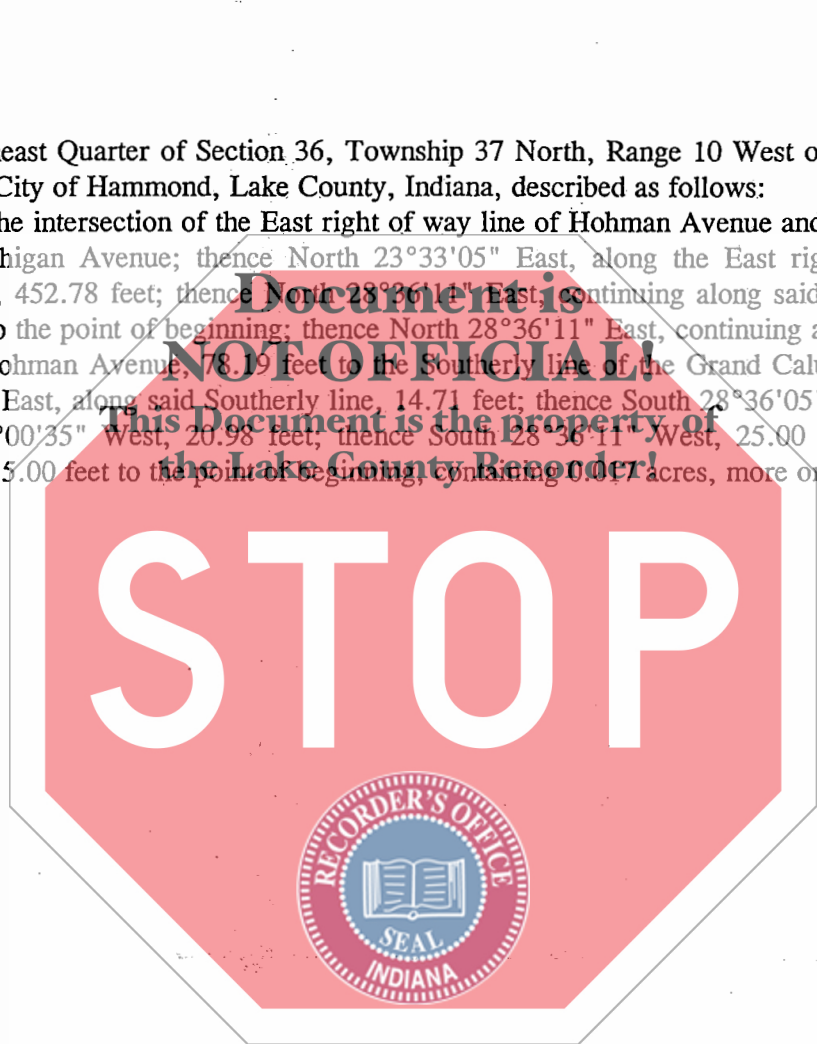 east Quarter of Section 36, Township 37 North, Range 10 West o
City of Hammond, Lake County, Indiana, described as follows:
he intersection of the East right of way line of Hohman Avenue and
higan Avenue; thence North 23°33'05" East, along the East rig
, 452.78 feet; thence North 28°36'11" East, continuing along said
o the point of beginning; thence North 28°36'11" East, continuing a
ohman Avenue, 78.19 feet to the Southerly line of the Grand Calu
East, along said Southerly line, 14.71 feet; thence South 28°36'05"
°00'35" West, 20.98 feet; thence South 28°36'11" West, 25.00
5.00 feet to the point of beginning, containing 0.017 acres, more or
Document is
NOT OFFICIAL!
This Document is the property of
the Lake County Recorder!
STOP
RECORDER'S OFFICE
SEAL
INDIANA